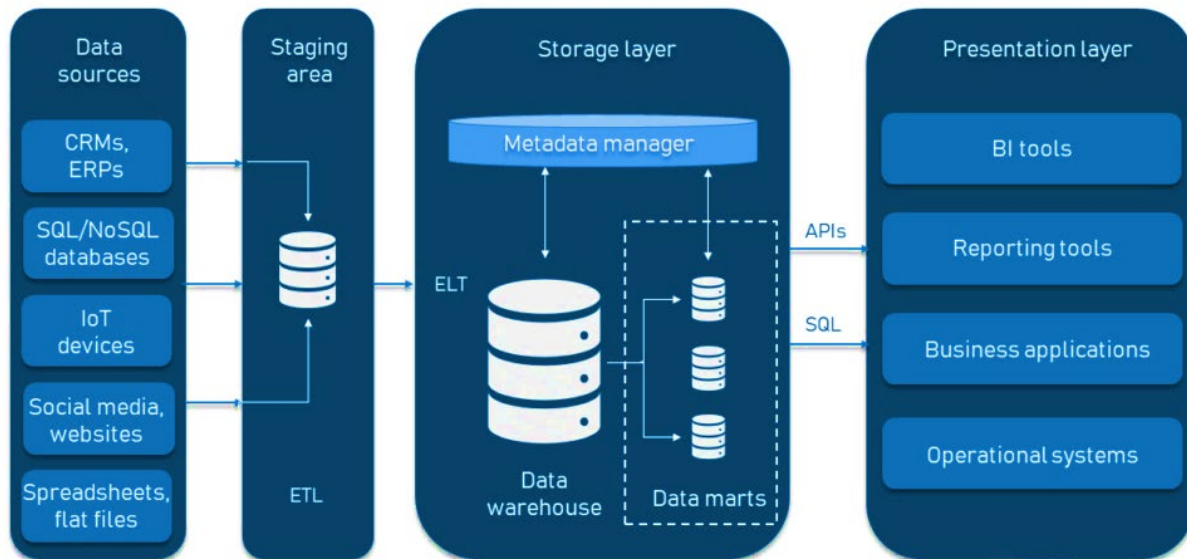 Data
sources
CRMs,
ERPs
SQL/NoSQL
databases
IoT
devices
Social media,
websites
Spreadsheets,
flat files
Staging
area
ETL
Storage layer
Metadata manager
ELT
Data
warehouse
Data marts
APIs
SQL
Presentation layer
BI tools
Reporting tools
Business applications
Operational systems